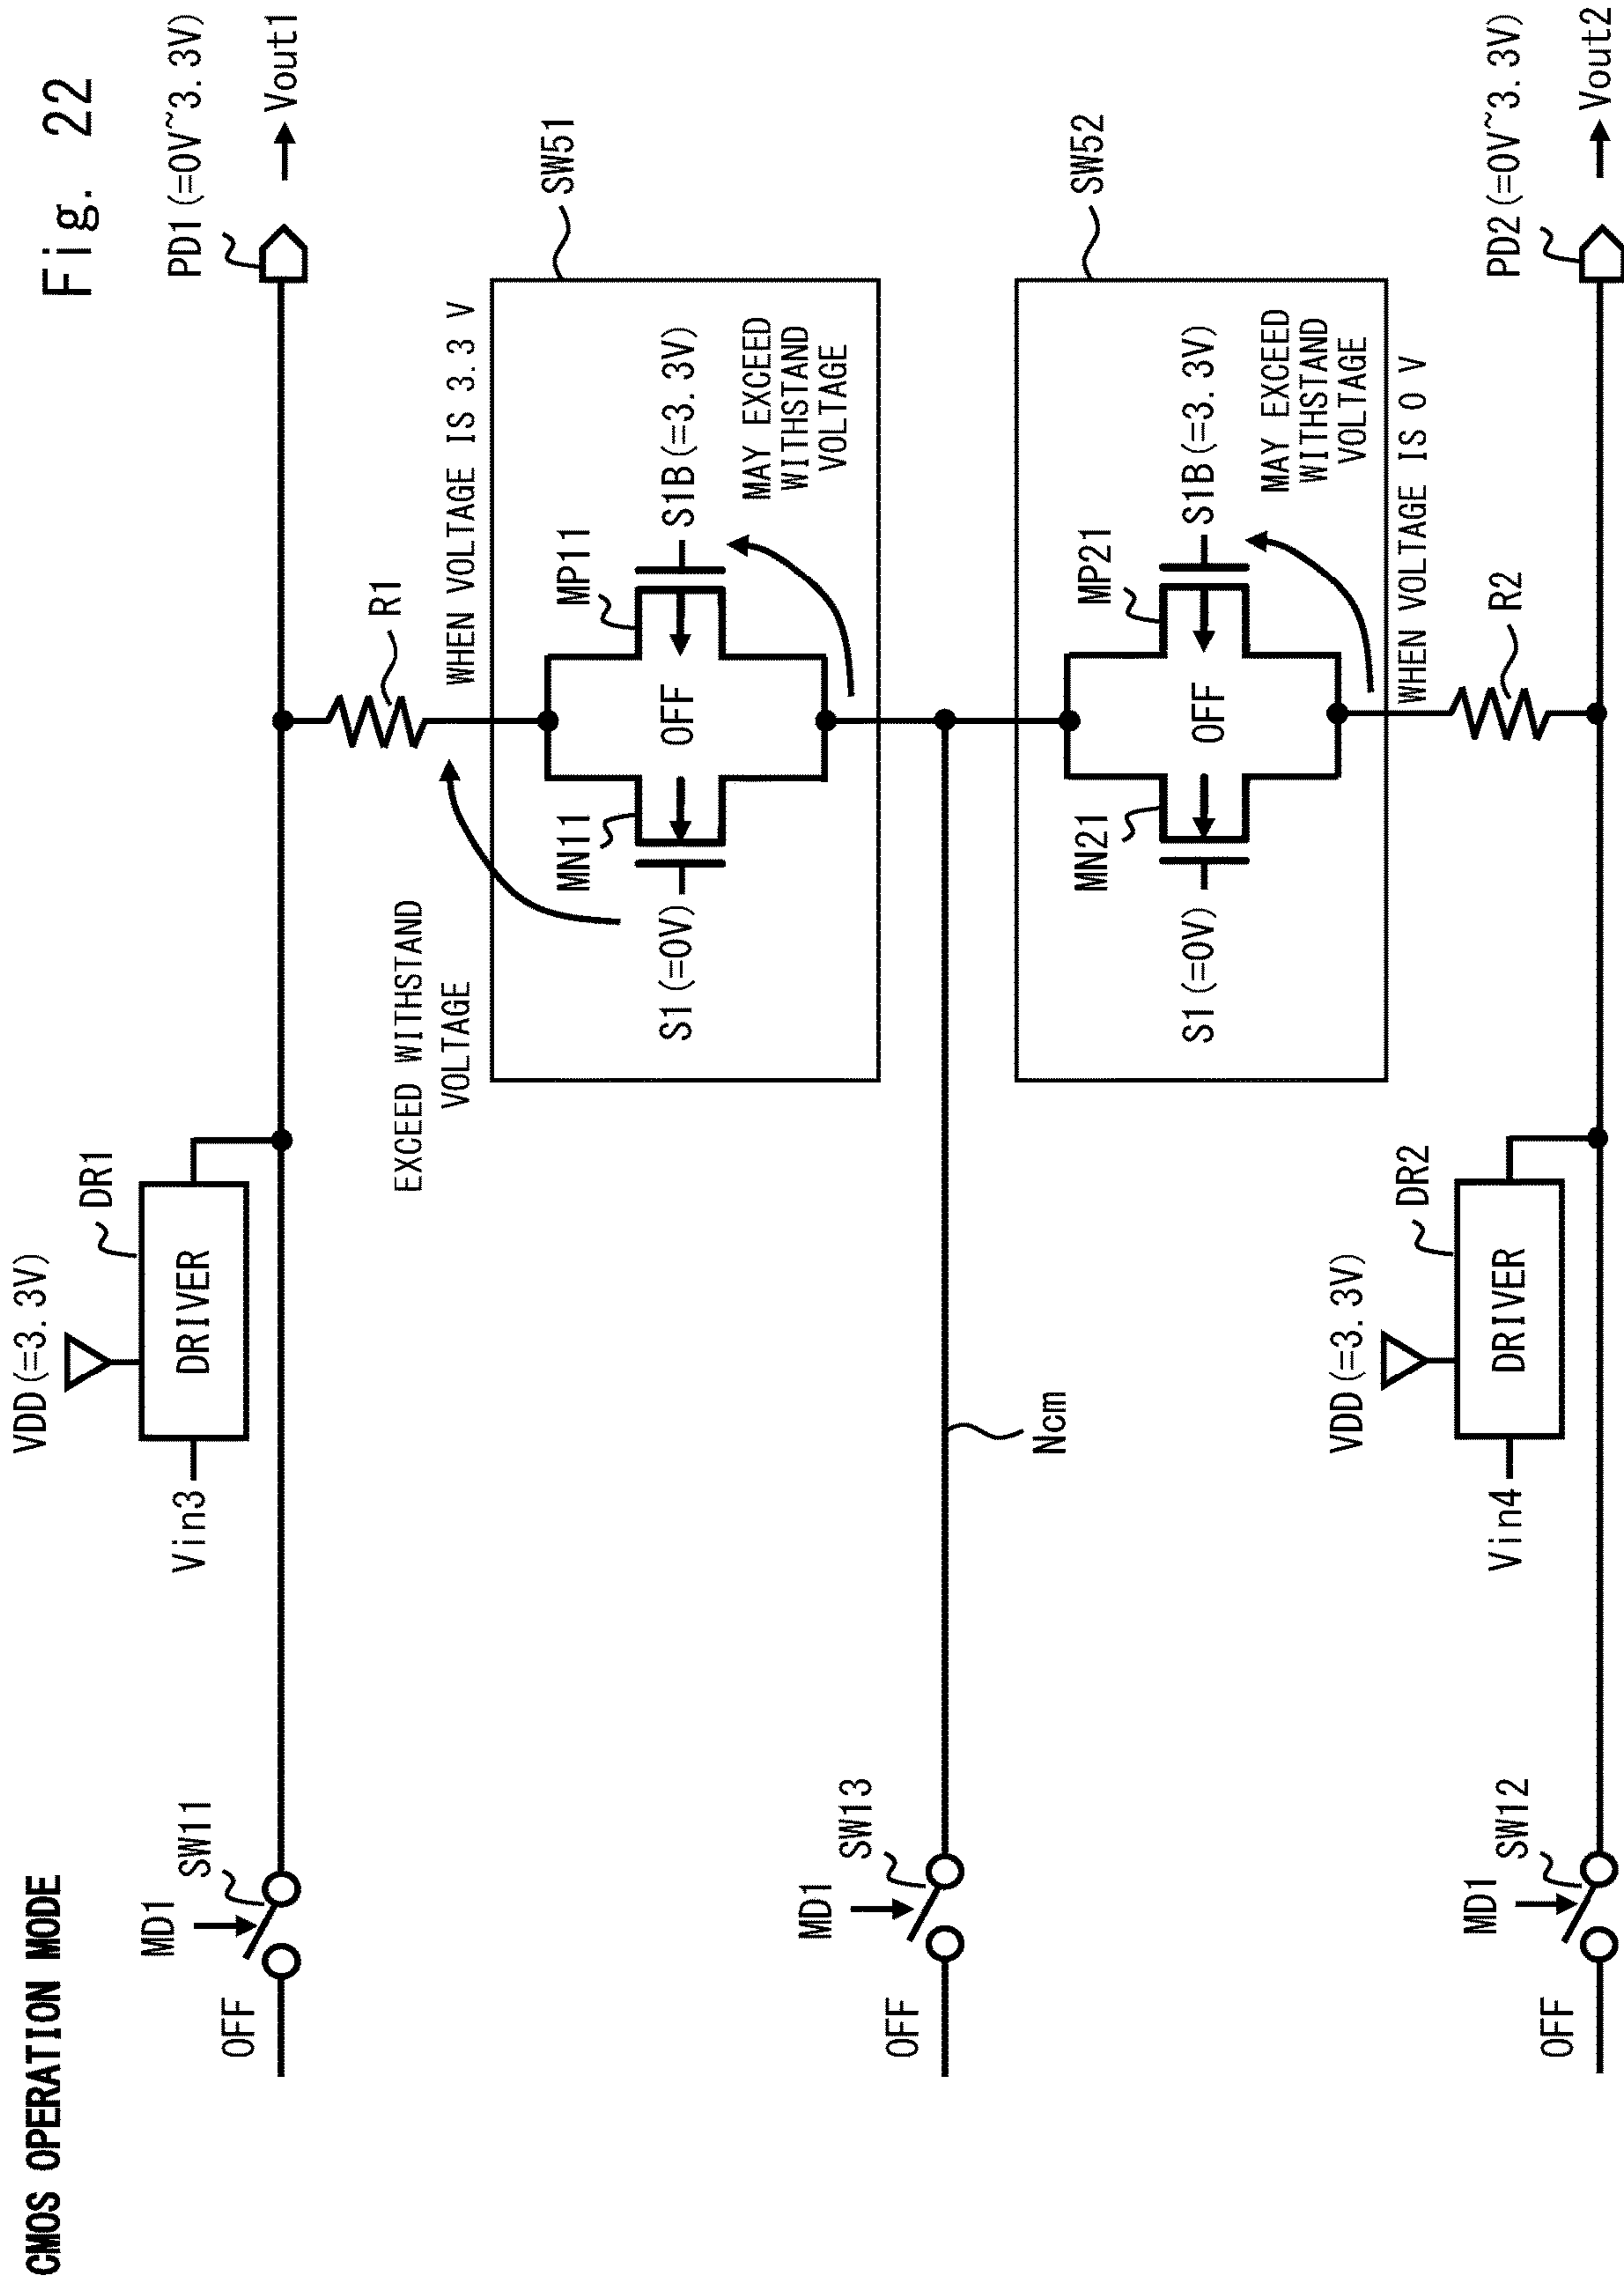 Fig. 22
CMOS OPERATION MODE
VDD(=3. 3V)
DR1
DRIVER
Vin3
PD1(=0V~3. 3V)
Vout1
MD1
SW11
OFF
R1
WHEN VOLTAGE IS 3. 3 V
EXCEED WITHSTAND
VOLTAGE
SW51
MN11
MP11
S1(=0V)
OFF
S1B(=3. 3V)
MAY EXCEED
WITHSTAND
VOLTAGE
MD1
SW13
OFF
Ncm
SW52
MN21
MP21
S1(=0V)
OFF
S1B(=3. 3V)
MAY EXCEED
WITHSTAND
VOLTAGE
WHEN VOLTAGE IS 0 V
R2
VDD(=3. 3V)
DR2
DRIVER
Vin4
MD1
SW12
OFF
PD2(=0V~3. 3V)
Vout2